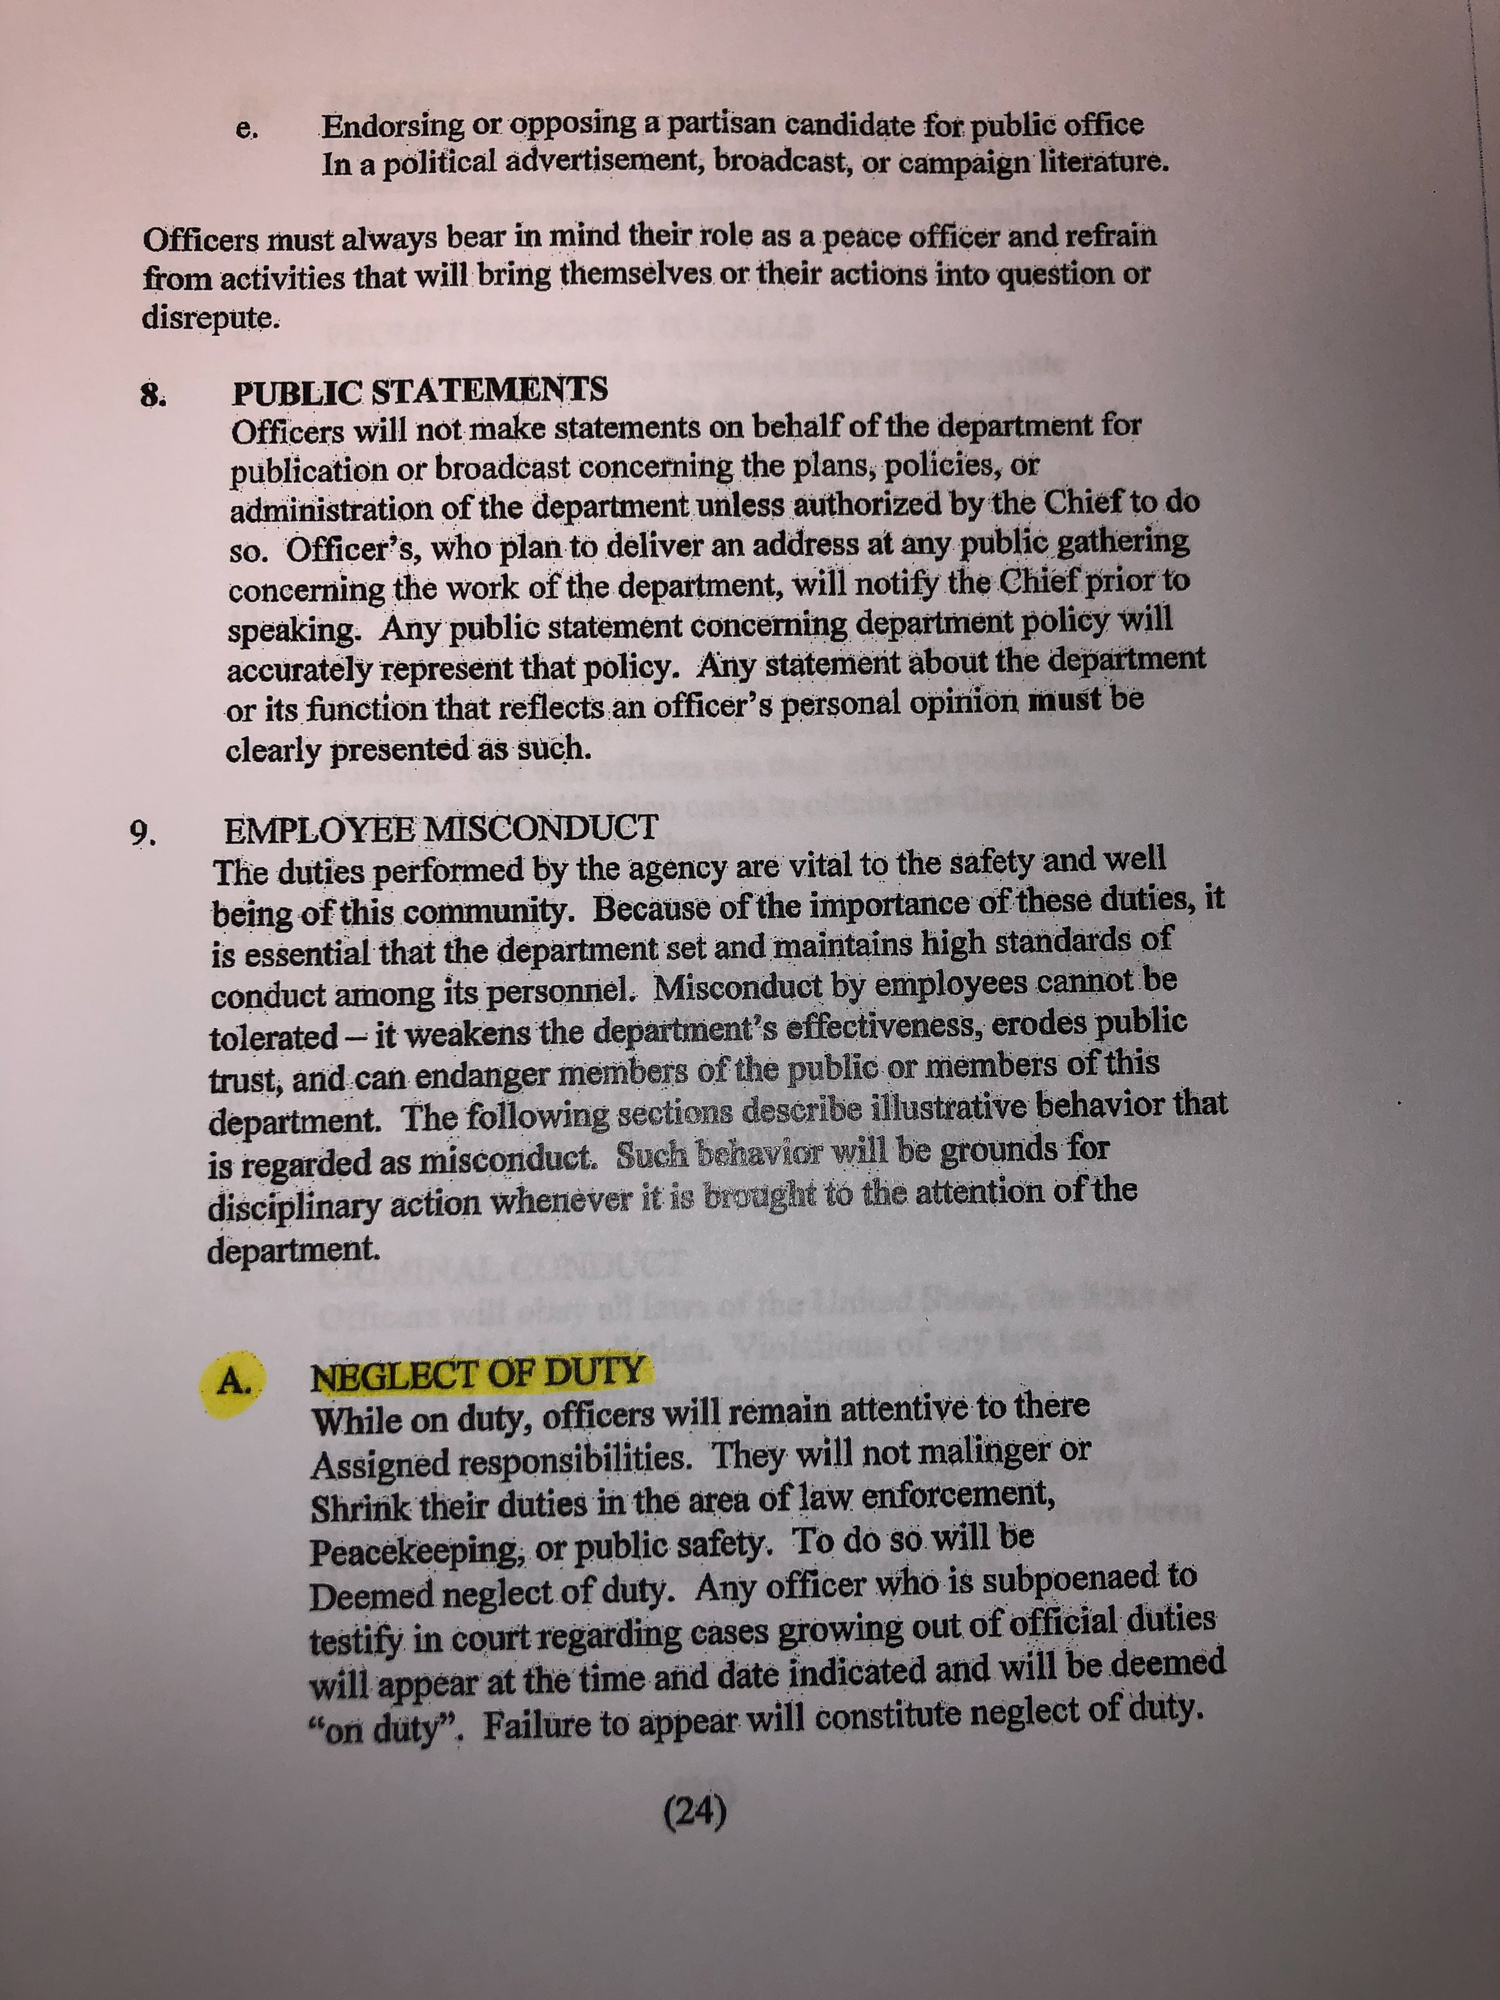 e. Endorsing or opposing a partisan candidate for public office
In a political advertisement, broadcast, or campaign literature.
Officers must always bear in mind their role as a peace officer and refrain
from activities that will bring themselves or their actions into question or
disrepute.
8. PUBLIC STATEMENTS
Officers will not make statements on behalf of the department for
publication or broadcast concerning the plans, policies, or
administration of the department unless authorized by the Chief to do
so. Officer's, who plan to deliver an address at any public gathering
concerning the work of the department, will notify the Chief prior to
speaking. Any public statement concerning department policy will
accurately represent that policy. Any statement about the department
or its function that reflects an officer's personal opinion must be
clearly presented as such.
9. EMPLOYEE MISCONDUCT
The duties performed by the agency are vital to the safety and well
being of this community. Because of the importance of these duties, it
is essential that the department set and maintains high standards of
conduct among its personnel. Misconduct by employees cannot be
tolerated – it weakens the department's effectiveness, erodes public
trust, and can endanger members of the public or members of this
department. The following sections describe illustrative behavior that
is regarded as misconduct. Such behavior will be grounds for
disciplinary action whenever it is brought to the attention of the
department.
A. NEGLECT OF DUTY
While on duty, officers will remain attentive to there
Assigned responsibilities. They will not malinger or
Shrink their duties in the area of law enforcement,
Peacekeeping, or public safety. To do so will be
Deemed neglect of duty. Any officer who is subpoenaed to
testify in court regarding cases growing out of official duties
will appear at the time and date indicated and will be deemed
"on duty". Failure to appear will constitute neglect of duty.
(24)